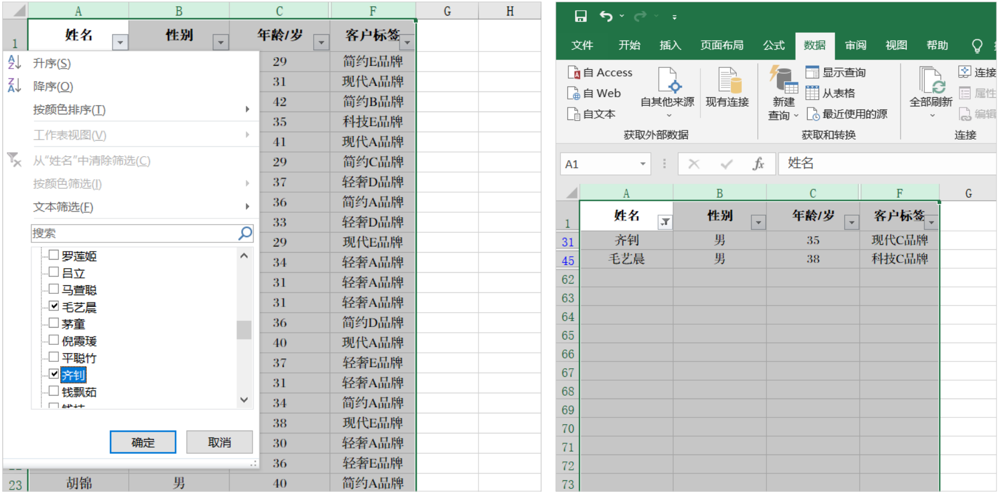 A B C F G H
1 姓名 性别 年龄/岁 客户标签
升序(S)
降序(O)
按颜色排序(T)
工作表视图(V)
从"姓名"中清除筛选(C)
按颜色筛选(I)
文本筛选(F)
搜索
罗莲姬
吕立
马萱聪
毛艺晨
茅童
倪霞瑗
平聪竹
齐钊
钱飘茹
确定 取消
29 简约E品牌
31 现代A品牌
42 简约B品牌
35 科技E品牌
41 现代A品牌
29 简约C品牌
37 轻奢D品牌
36 简约A品牌
33 轻奢D品牌
29 现代E品牌
34 轻奢A品牌
31 轻奢A品牌
31 轻奢A品牌
36 简约D品牌
40 现代A品牌
37 轻奢E品牌
31 轻奢A品牌
34 简约A品牌
38 现代E品牌
30 轻奢A品牌
36 轻奢E品牌
23 胡锦 男 40 简约A品牌
文件 开始 插入 页面布局 公式 数据 审阅 视图 帮助
自 Access
自 Web
自文本
自其他来源
现有连接
获取外部数据
新建
查询
显示查询
从表格
最近使用的源
获取和转换
全部刷新
连接
属性
编辑
连接
A1 fx 姓名
A B C F G
1 姓名 性别 年龄/岁 客户标签
31 齐钊 男 35 现代C品牌
45 毛艺晨 男 38 科技C品牌
62
63
64
65
66
67
68
69
70
71
72
73